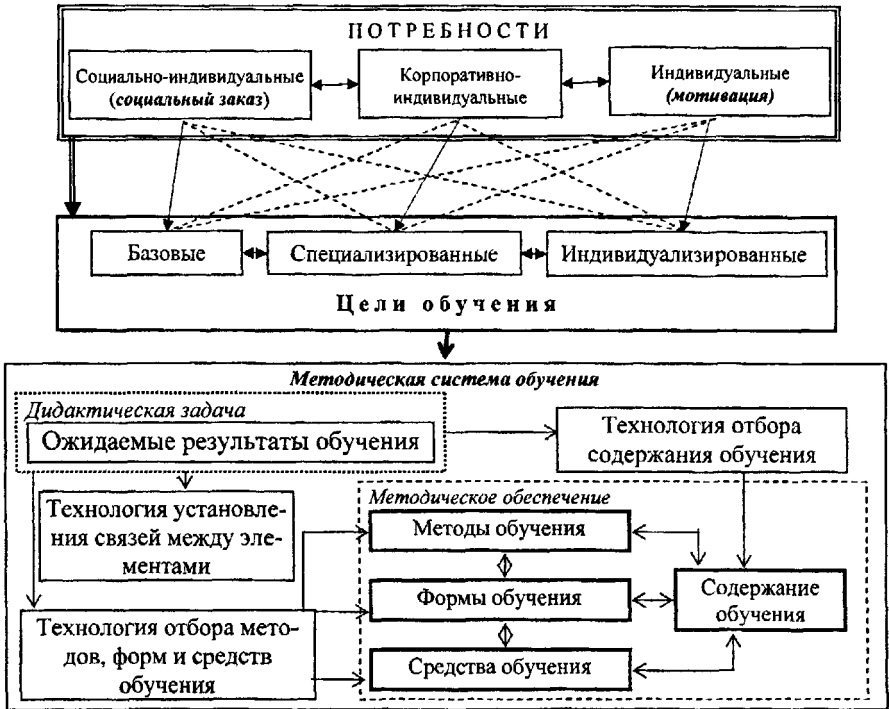 ПОТРЕБНОСТИ
Социально-индивидуальные
(социальный заказ)
Корпоративно-
индивидуальные
Индивидуальные
(мотивация)
Базовые
Специализированные
Индивидуализированные
Цели обучения
Методическая система обучения
Дидактическая задача
Ожидаемые результаты обучения
Технология отбора
содержания обучения
Технология установле-
ния связей между эле-
ментами
Методическое обеспечение
Методы обучения
Формы обучения
Содержание
обучения
Технология отбора мето-
дов, форм и средств
обучения
Средства обучения